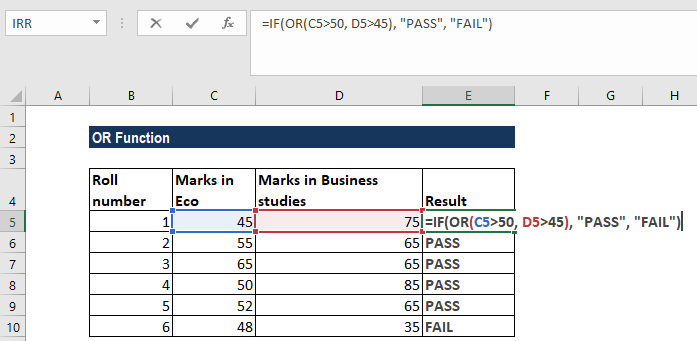 IRR fx =IF(OR(C5>50, D5>45), "PASS", "FAIL")
A B C D E F G H
1
2 OR Function
3
Roll Marks in Marks in Business
4 number Eco studies Result
5 1 45 75 =IF(OR(C5>50, D5>45), "PASS", "FAIL")
6 2 55 65 PASS
7 3 65 65 PASS
8 4 50 85 PASS
9 5 52 65 PASS
10 6 48 35 FAIL